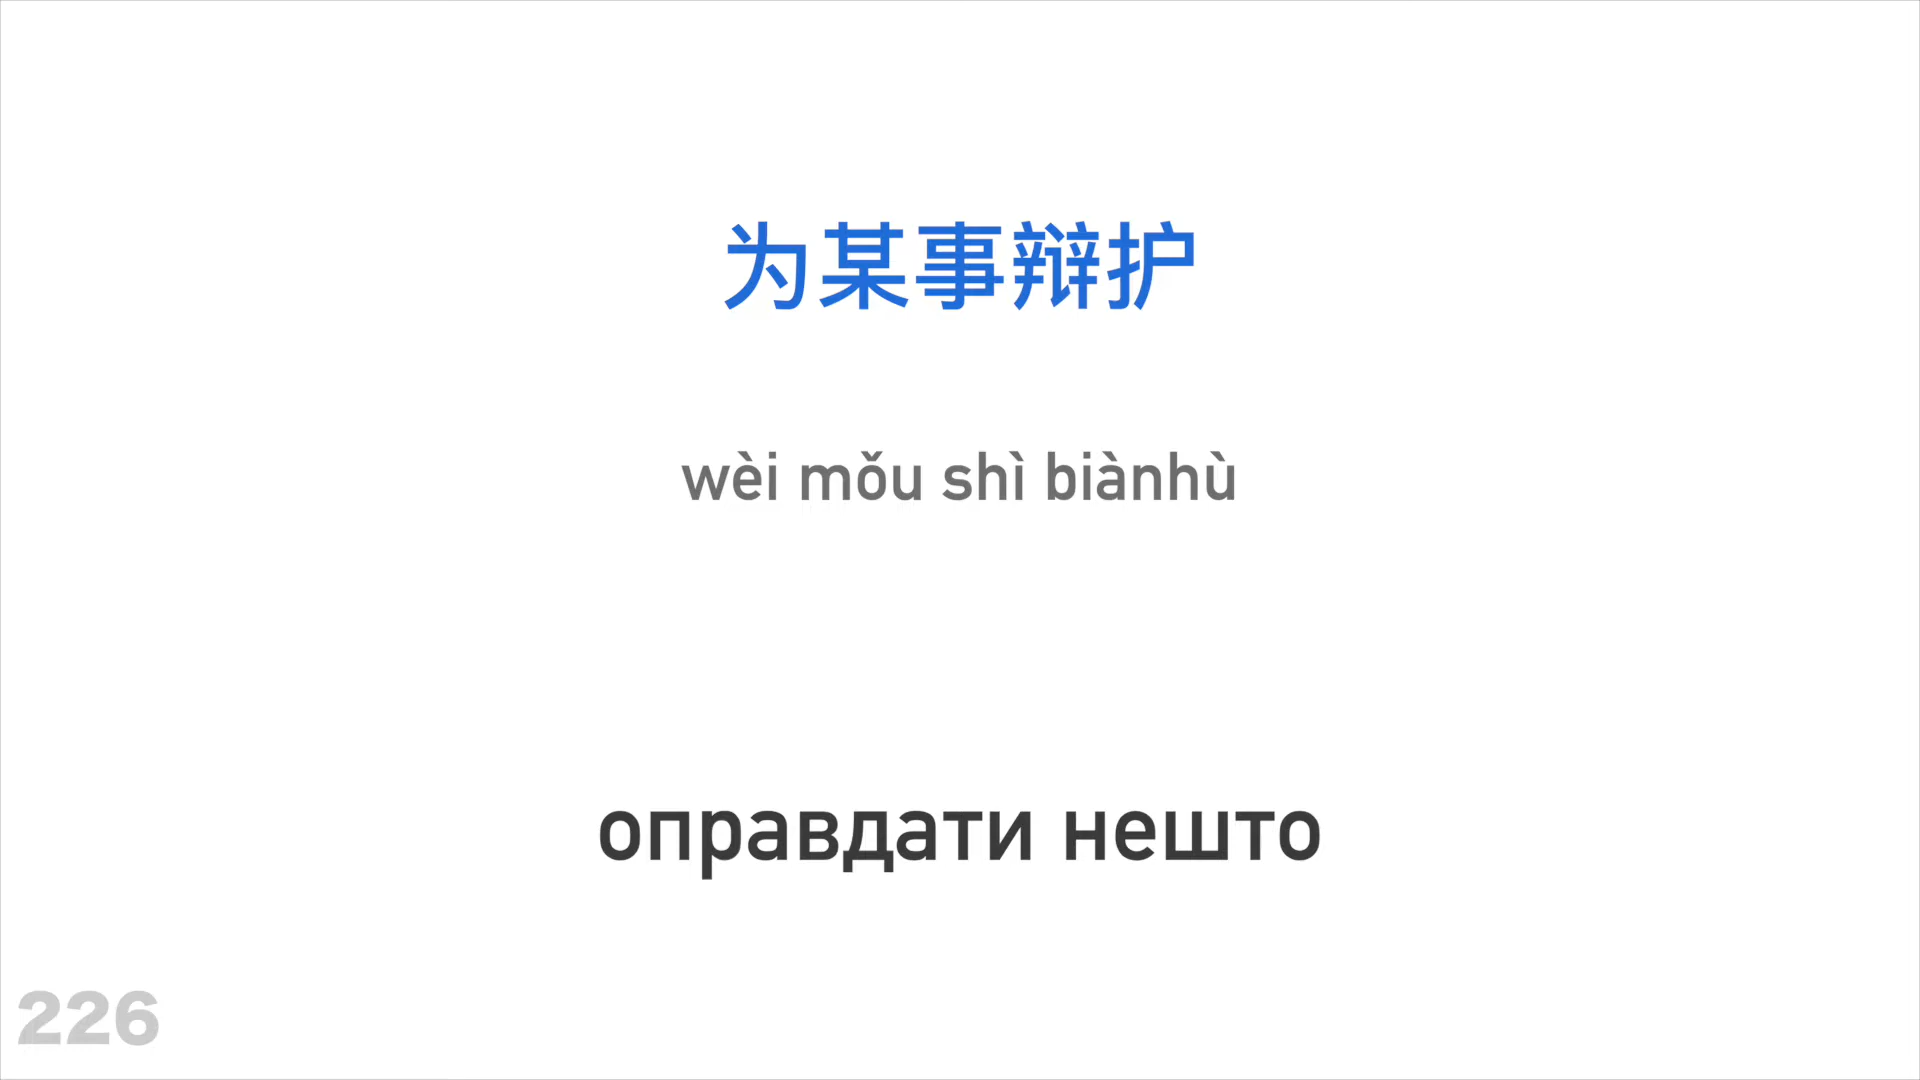 为某事辩护
wèi mǒu shì biànhù
оправдати нешто
226